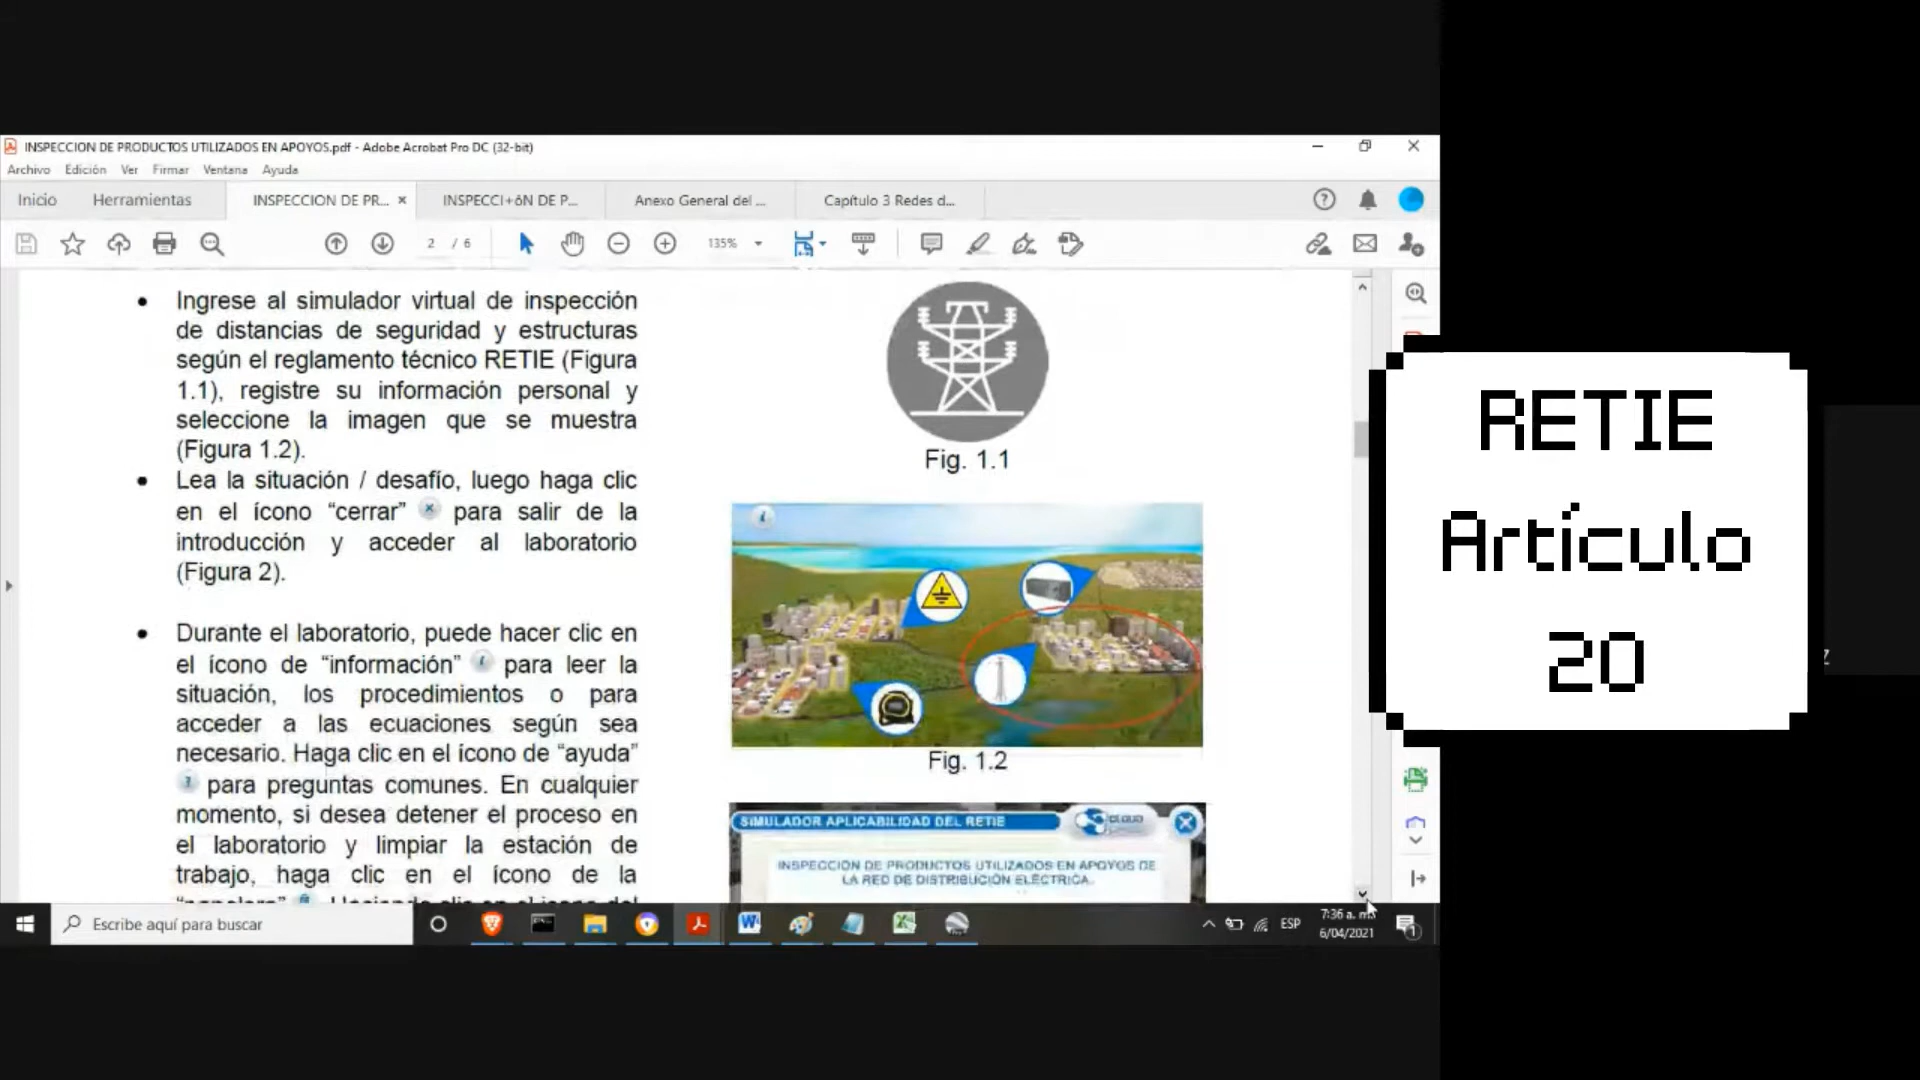 INSPECCION DE PRODUCTOS UTILIZADOS EN APOYOS.pdf - Adobe Acrobat Pro DC (32-bit)
Archivo Edición Ver Firmar Ventana Ayuda
Inicio Herramientas INSPECCION DE PR... INSPECCI+ôN DE P... Anexo General del ... Capítulo 3 Redes d...
2 / 6 135%
• Ingrese al simulador virtual de inspección
de distancias de seguridad y estructuras
según el reglamento técnico RETIE (Figura
1.1), registre su información personal y
seleccione la imagen que se muestra
(Figura 1.2).
• Lea la situación / desafío, luego haga clic
en el ícono “cerrar” para salir de la
introducción y acceder al laboratorio
(Figura 2).
• Durante el laboratorio, puede hacer clic en
el ícono de “información” para leer la
situación, los procedimientos o para
acceder a las ecuaciones según sea
necesario. Haga clic en el ícono de “ayuda”
para preguntas comunes. En cualquier
momento, si desea detener el proceso en
el laboratorio y limpiar la estación de
trabajo, haga clic en el ícono de la
Fig. 1.1
Fig. 1.2
SIMULADOR APLICABILIDAD DEL RETIE
INSPECCION DE PRODUCTOS UTILIZADOS EN APOYOS DE
LA RED DE DISTRIBUCIÓN ELÉCTRICA.
RETIE
Artículo
20
Z
Escribe aquí para buscar
ESP
7:36 a. m.
6/04/2021
1